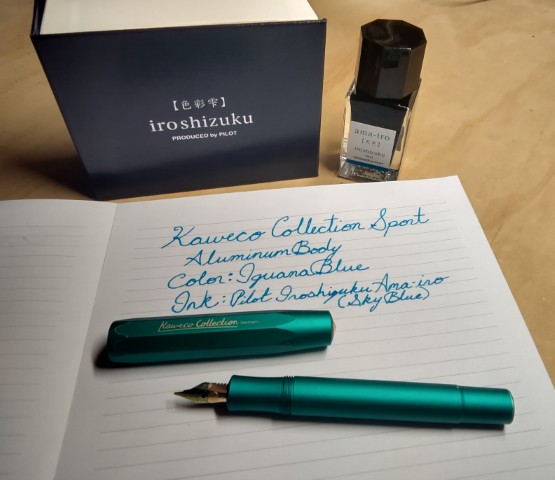 【色彩雫】
iroshizuku
PRODUCED by PILOT
ama-iro
iroshizuku
Kaweco Collection Sport
Aluminum Body
Color: Iguana Blue
Ink: Pilot Iroshizuku Ama-iro
(Sky Blue)
Kaweco Collection